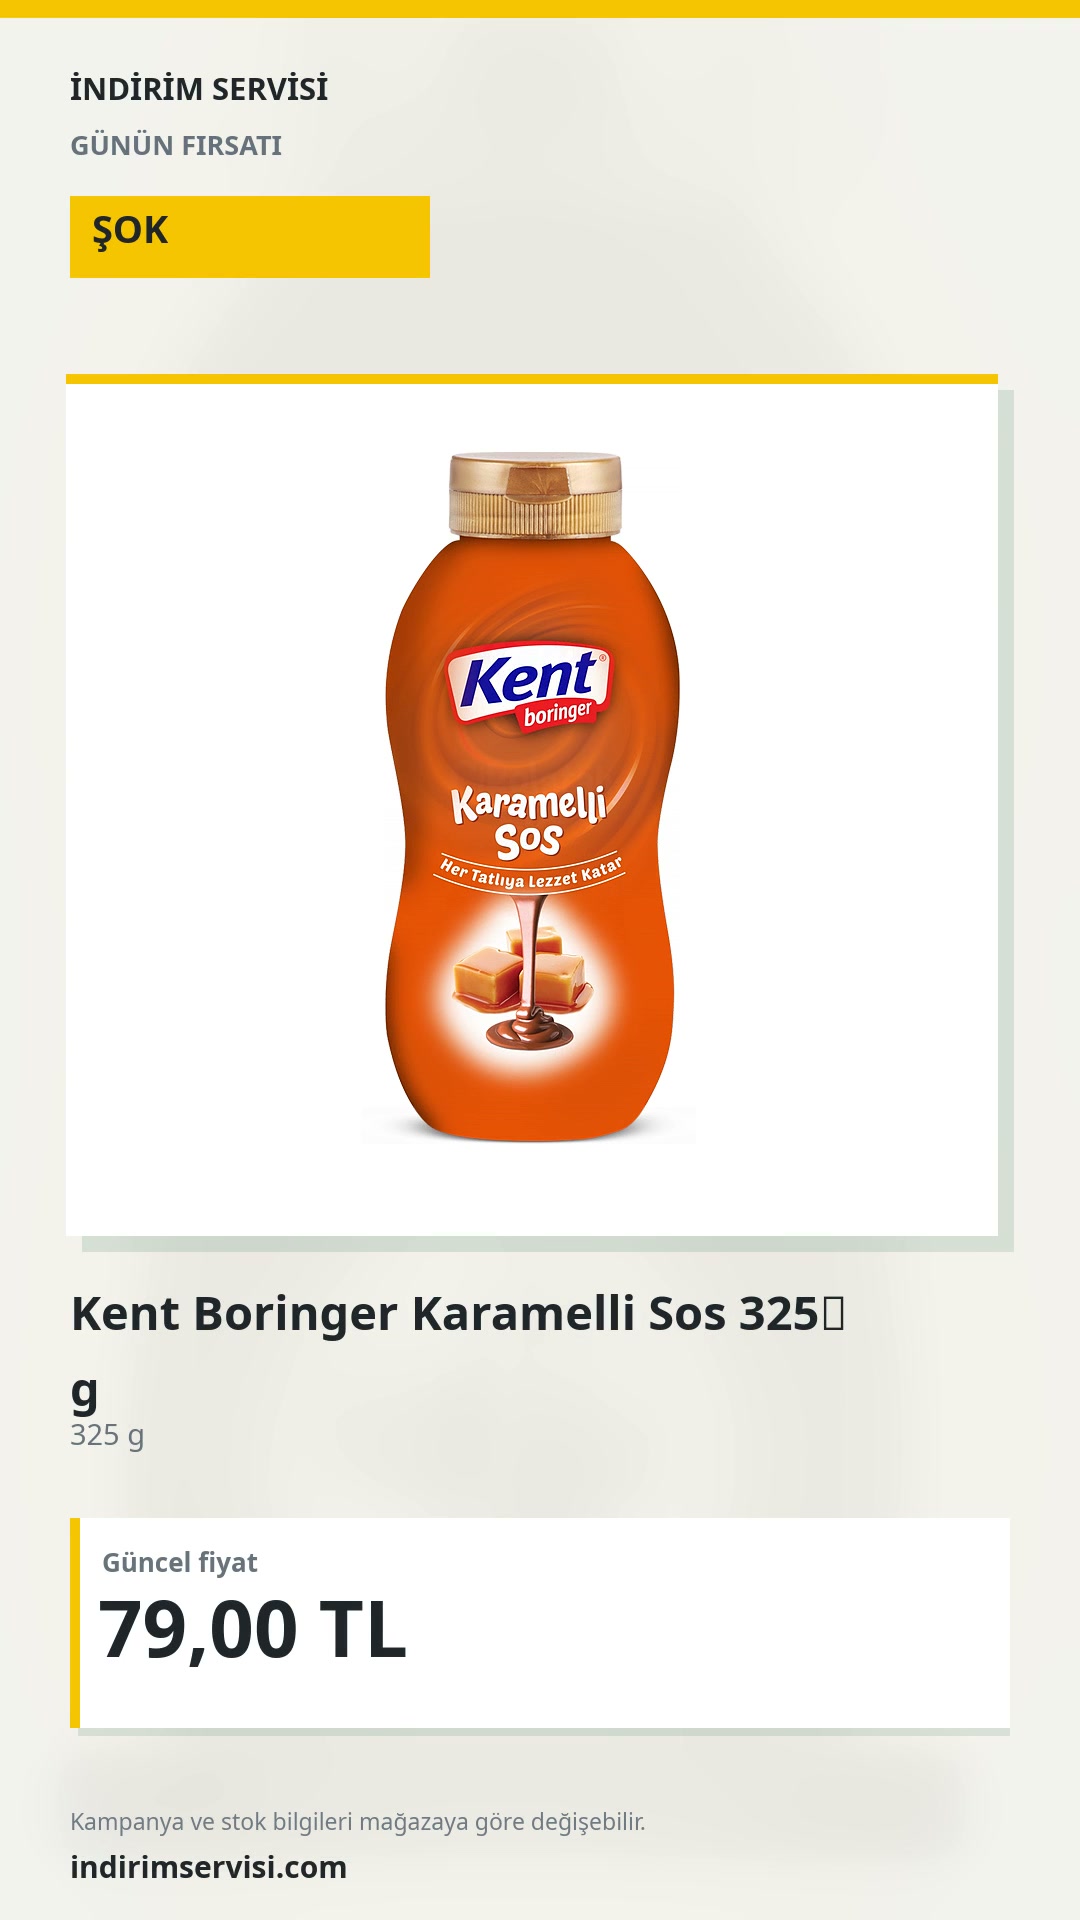 İNDİRİM SERVİSİ
GÜNÜN FIRSATI
ŞOK
Kent®
boringer
Karamelli
Sos
Her Tatlıya Lezzet Katar
Kent Boringer Karamelli Sos 325▯
g
325 g
Güncel fiyat
79,00 TL
Kampanya ve stok bilgileri mağazaya göre değişebilir.
indirimservisi.com